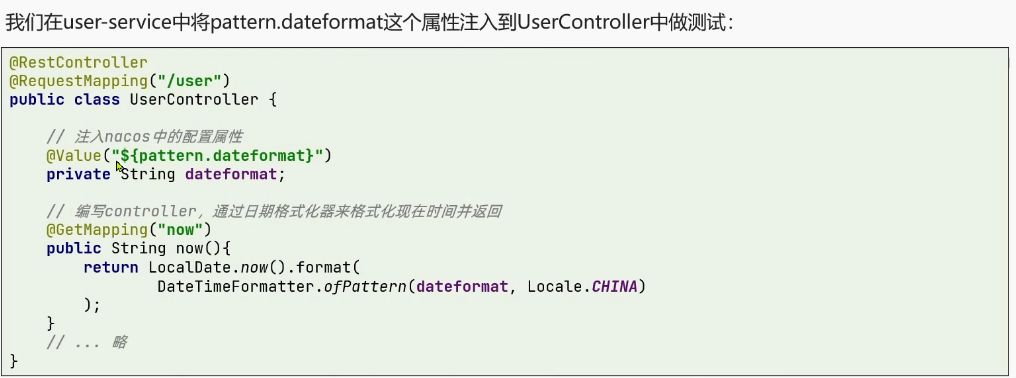 我们在user-service中将pattern.dateformat这个属性注入到UserController中做测试：
@RestController
@RequestMapping("/user")
public class UserController {
// 注入nacos中的配置属性
@Value("${pattern.dateformat}")
private String dateformat;
// 编写controller，通过日期格式化器来格式化现在时间并返回
@GetMapping("now")
public String now(){
return LocalDate.now().format(
DateTimeFormatter.ofPattern(dateformat, Locale.CHINA)
);
}
// ... 略
}